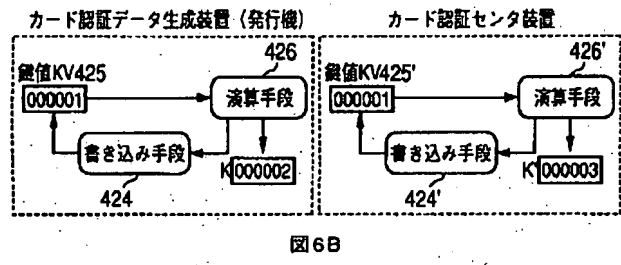 カード認証データ生成装置（発行機）
カード認証センタ装置
426
426'
鍵値KV425
鍵値KV425'
000001
演算手段
000001
演算手段
書き込み手段
K 000002
書き込み手段
K' 000003
424
424'
図6B